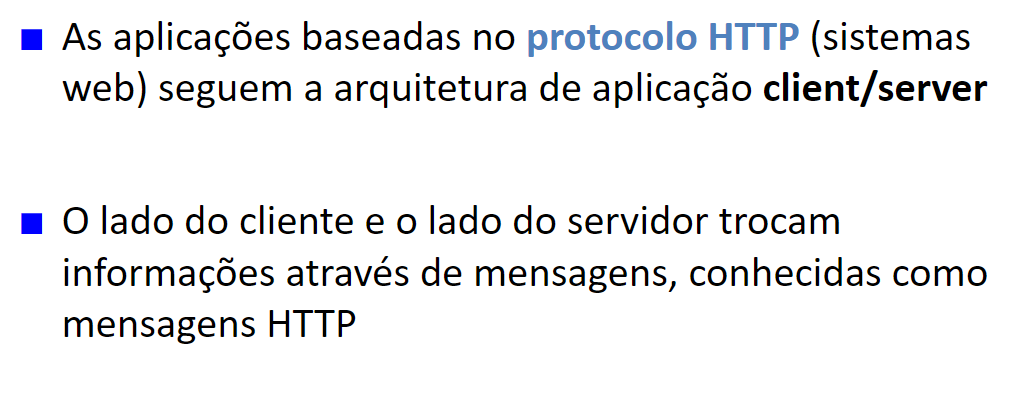 As aplicações baseadas no protocolo HTTP (sistemas
web) seguem a arquitetura de aplicação client/server
O lado do cliente e o lado do servidor trocam
informações através de mensagens, conhecidas como
mensagens HTTP